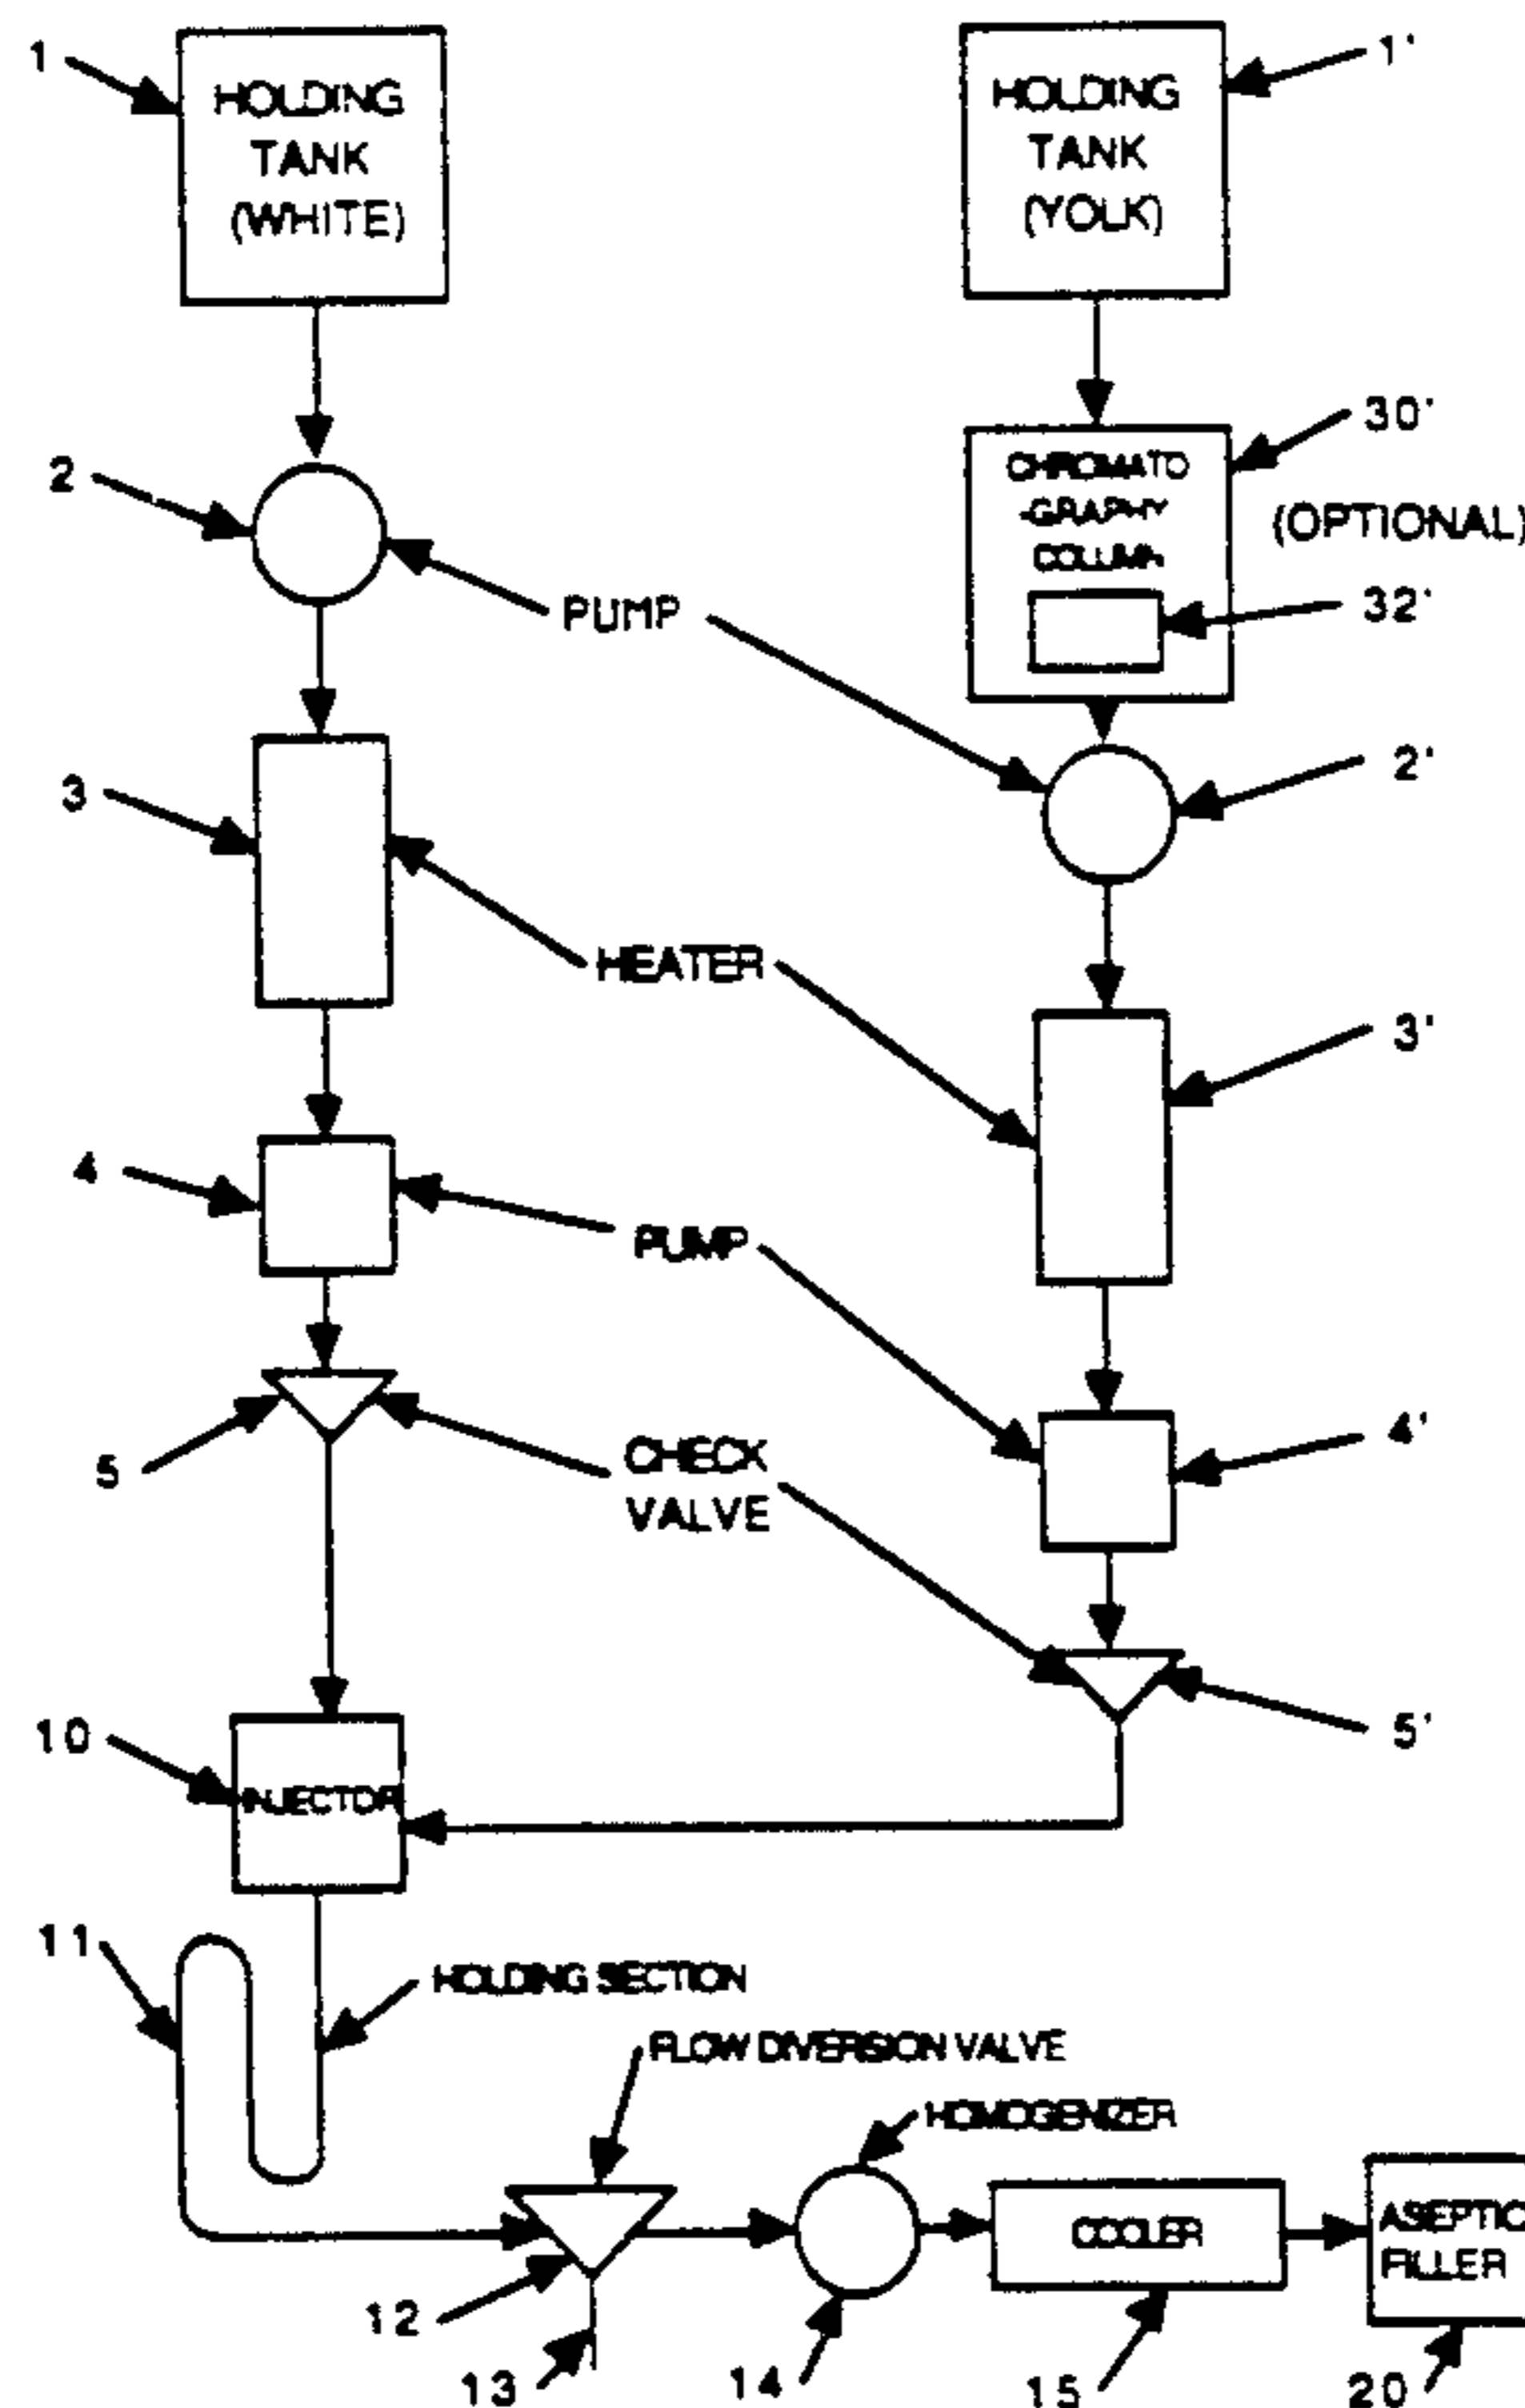 1
HOLDING
TANK
(WHITE)
HOLDING
TANK
(YOLK)
1'
2
PUMP
CHROMATO
-GRAPHY
COLUMN
30'
(OPTIONAL)
32'
2'
3
HEATER
3'
4
PUMP
4'
5
CHECK
VALVE
5'
10
INJECTOR
11
HOLDING SECTION
FLOW DIVERSION VALVE
HOMOGENIZER
COOLER
ASEPTIC
FILLER
12
13
14
15
20